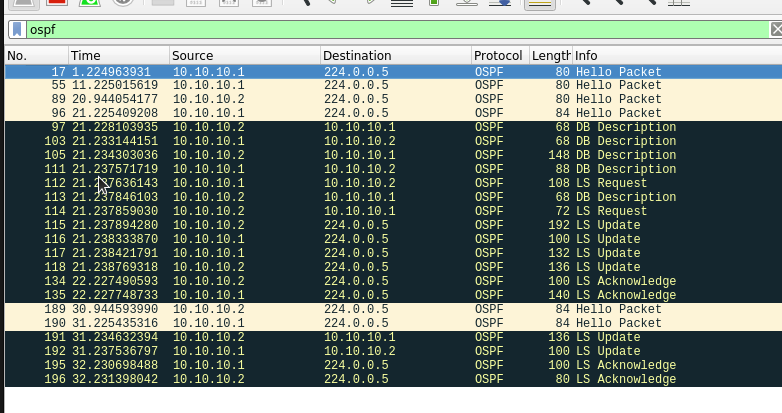 ospf
No. Time Source Destination Protocol Length Info
17 1.224963931 10.10.10.1 224.0.0.5 OSPF 80 Hello Packet
55 11.225015619 10.10.10.1 224.0.0.5 OSPF 80 Hello Packet
89 20.944054177 10.10.10.2 224.0.0.5 OSPF 80 Hello Packet
96 21.225409208 10.10.10.1 224.0.0.5 OSPF 84 Hello Packet
97 21.228103935 10.10.10.2 10.10.10.1 OSPF 68 DB Description
103 21.233144151 10.10.10.1 10.10.10.2 OSPF 68 DB Description
105 21.234303036 10.10.10.2 10.10.10.1 OSPF 148 DB Description
111 21.237571719 10.10.10.1 10.10.10.2 OSPF 88 DB Description
112 10.10.10.1 10.10.10.2 OSPF 108 LS Request
113 21.237846103 10.10.10.2 10.10.10.1 OSPF 68 DB Description
114 21.237859030 10.10.10.2 10.10.10.1 OSPF 72 LS Request
115 21.237894280 10.10.10.2 224.0.0.5 OSPF 192 LS Update
116 21.238333870 10.10.10.1 224.0.0.5 OSPF 100 LS Update
117 21.238421791 10.10.10.1 224.0.0.5 OSPF 132 LS Update
118 21.238769318 10.10.10.2 224.0.0.5 OSPF 136 LS Update
134 22.227490593 10.10.10.2 224.0.0.5 OSPF 100 LS Acknowledge
135 22.227748733 10.10.10.1 224.0.0.5 OSPF 140 LS Acknowledge
189 30.944593990 10.10.10.2 224.0.0.5 OSPF 84 Hello Packet
190 31.225435316 10.10.10.1 224.0.0.5 OSPF 84 Hello Packet
191 31.234632394 10.10.10.2 10.10.10.1 OSPF 136 LS Update
192 31.237536797 10.10.10.1 10.10.10.2 OSPF 100 LS Update
195 32.230698488 10.10.10.1 224.0.0.5 OSPF 100 LS Acknowledge
196 32.231398042 10.10.10.2 224.0.0.5 OSPF 80 LS Acknowledge